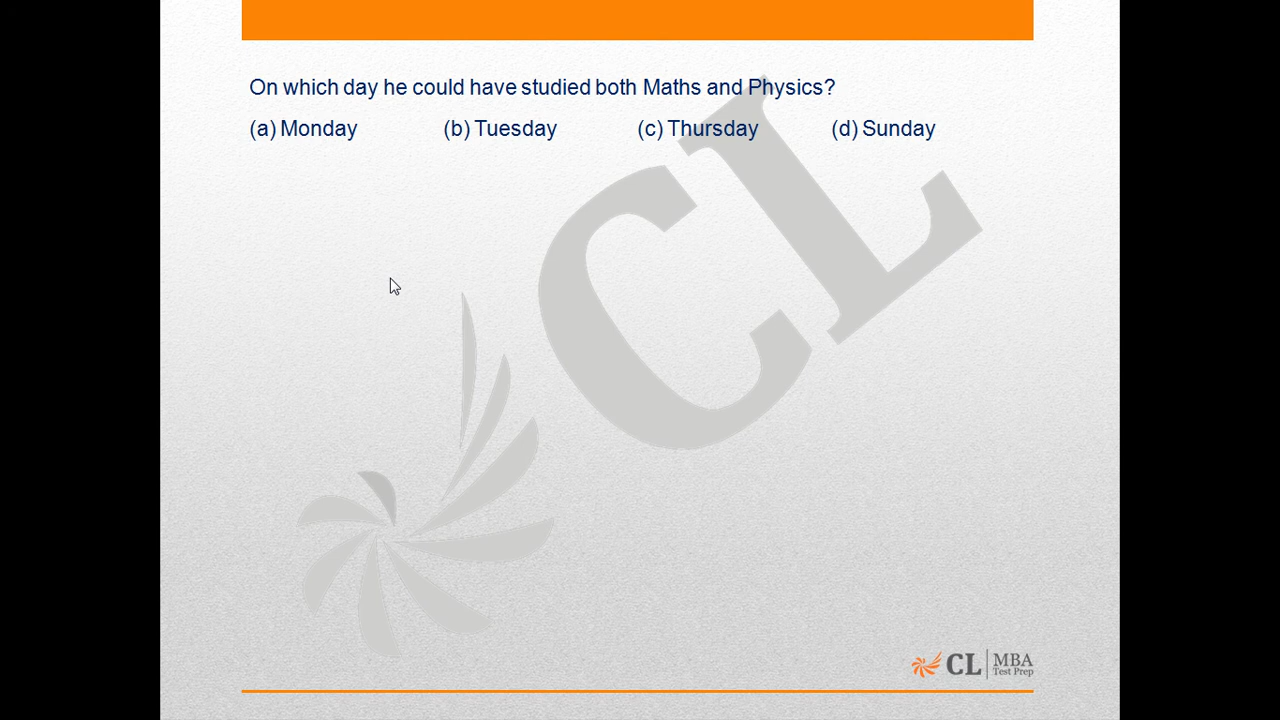 On which day he could have studied both Maths and Physics?
(a) Monday (b) Tuesday (c) Thursday (d) Sunday
CL
CL MBA
Test Prep